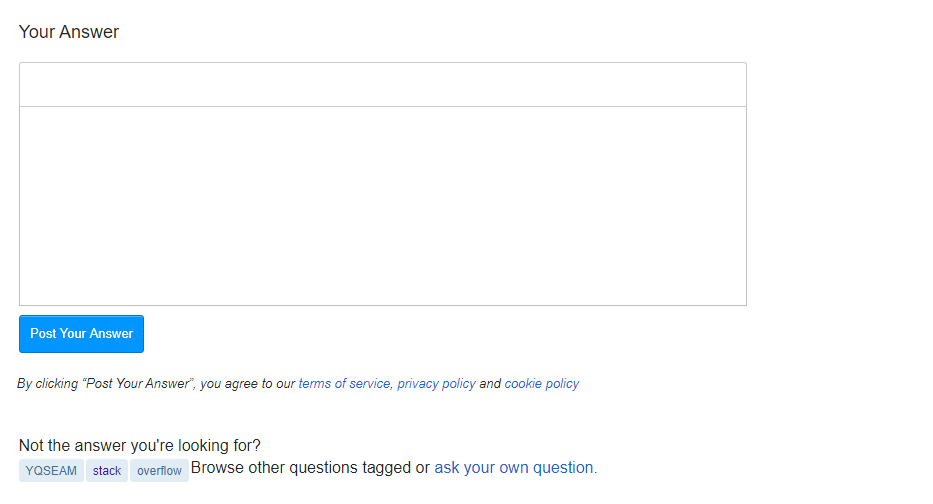 Your Answer
Post Your Answer
By clicking “Post Your Answer”, you agree to our terms of service, privacy policy and cookie policy
Not the answer you're looking for?
YQSEAM stack overflow Browse other questions tagged or ask your own question.